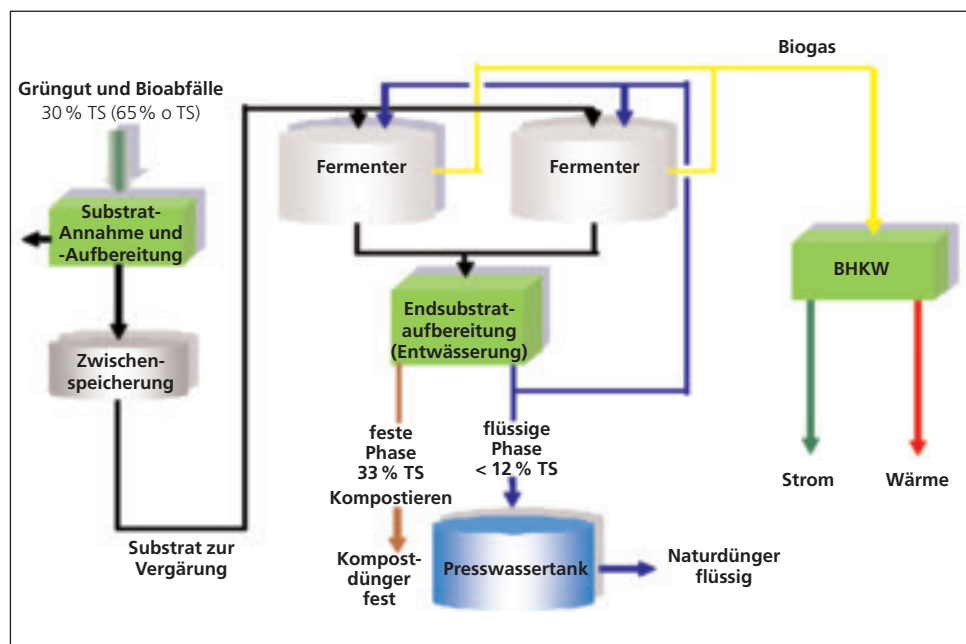 Biogas
Grüngut und Bioabfälle
30 % TS (65 % o TS)
Fermenter
Fermenter
Substrat-
Annahme und
-Aufbereitung
BHKW
Endsubstrat-
aufbereitung
(Entwässerung)
Zwischen-
speicherung
feste
Phase
33 % TS
flüssige
Phase
< 12 % TS
Strom
Wärme
Kompostieren
Substrat zur
Vergärung
Kompost-
dünger
fest
Presswassertank
Naturdünger
flüssig